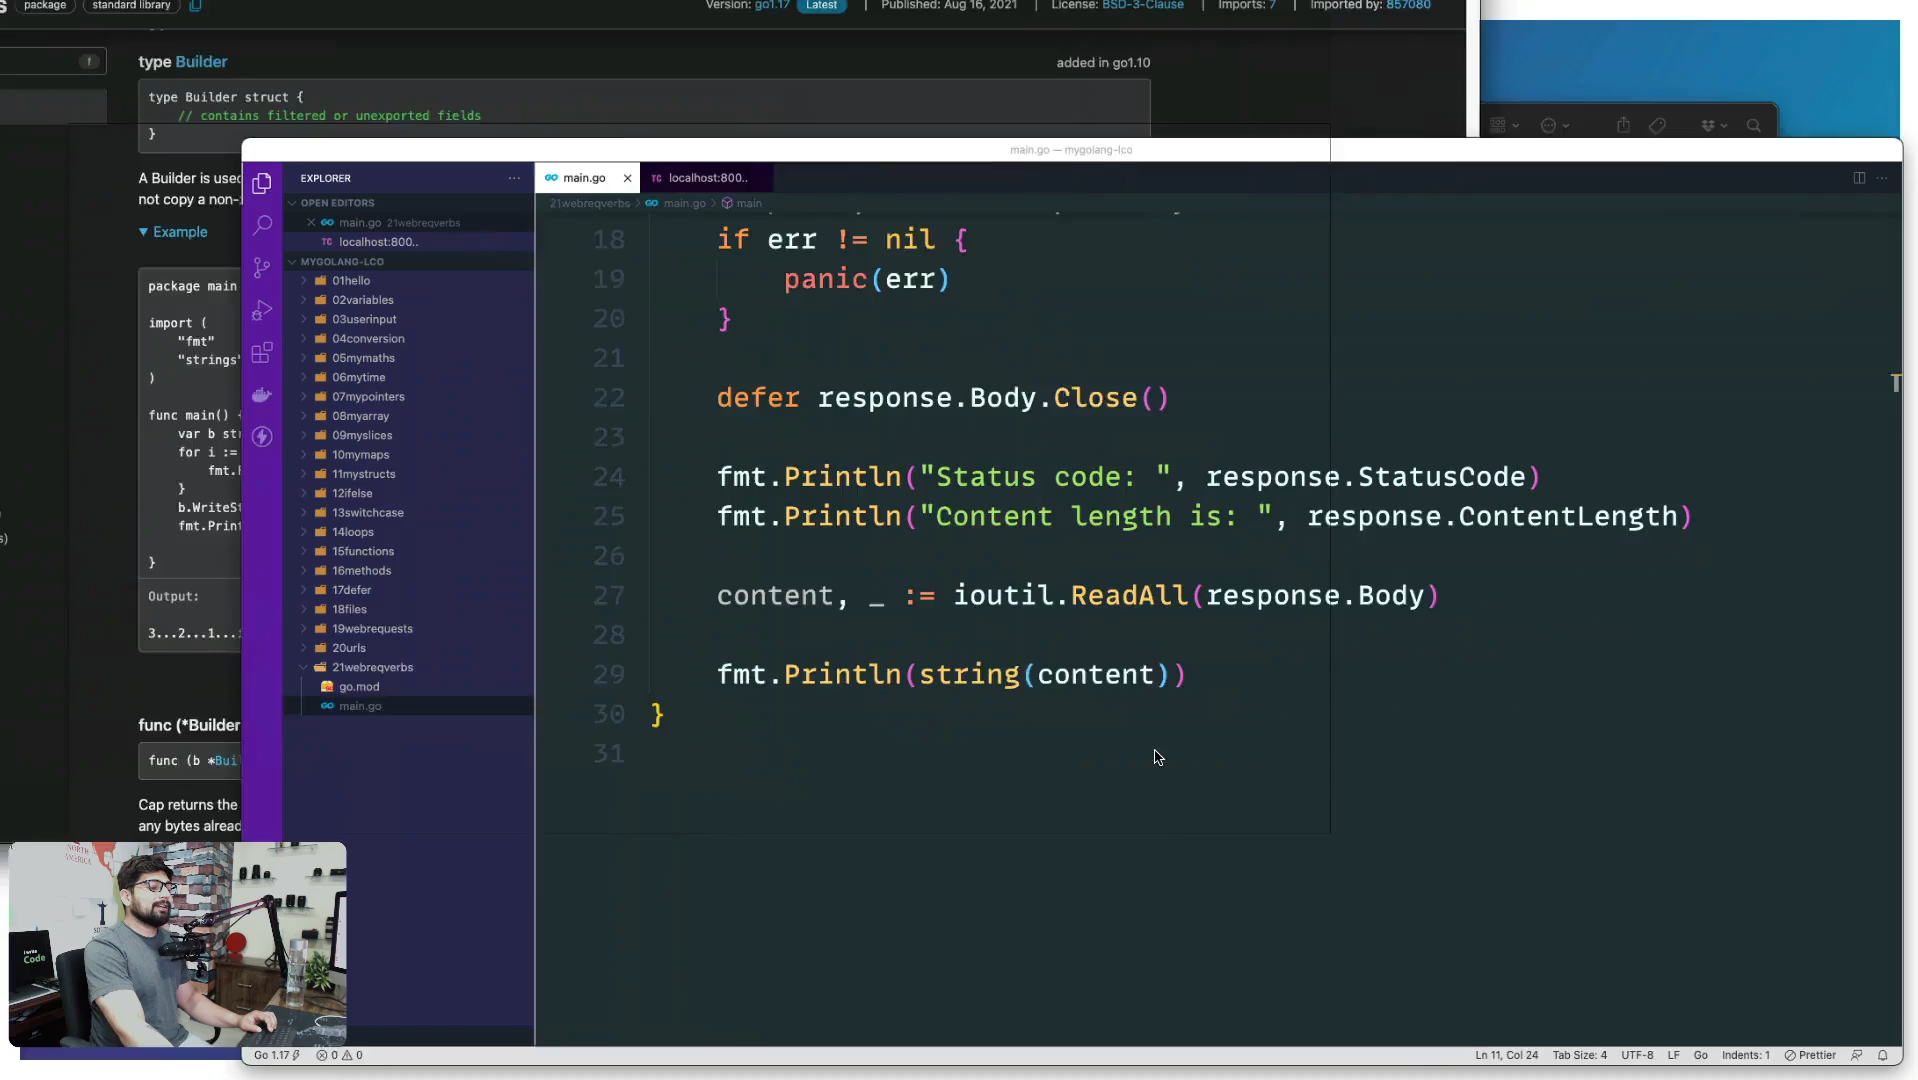 package
standard library
Version: go1.17
Latest
Published: Aug 16, 2021
License: BSD-3-Clause
Imports: 7
Imported by: 857080
f
type Builder
added in go1.10
type Builder struct {
// contains filtered or unexported fields
}
A Builder is used
not copy a non-
▼ Example
package main
import (
"fmt"
"strings"
)
func main() {
var b str
for i :=
fmt.
}
b.WriteSt
fmt.Prin
}
Output:
3...2...1...
func (*Builder
func (b *Bui
Cap returns the
any bytes alread
s)
main.go — mygolang-lco
EXPLORER
OPEN EDITORS
main.go 21webreqverbs
TC localhost:800..
MYGOLANG-LCO
01hello
02variables
03userinput
04conversion
05mymaths
06mytime
07mypointers
08myarray
09myslices
10mymaps
11mystructs
12ifelse
13switchcase
14loops
15functions
16methods
17defer
18files
19webrequests
20urls
21webreqverbs
go.mod
main.go
main.go
TC localhost:800..
21webreqverbs > main.go > main
18 if err != nil {
19 panic(err)
20 }
21
22 defer response.Body.Close()
23
24 fmt.Println("Status code: ", response.StatusCode)
25 fmt.Println("Content length is: ", response.ContentLength)
26
27 content, _ := ioutil.ReadAll(response.Body)
28
29 fmt.Println(string(content))
30 }
31
NORTH
AMERICA
I write
Code
Go 1.17
0
0
Ln 11, Col 24
Tab Size: 4
UTF-8
LF
Go
Indents: 1
Prettier